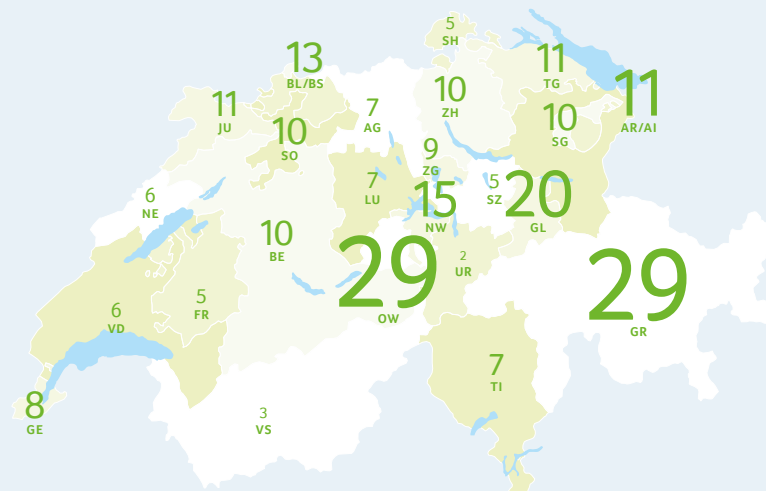 5
SH
13
BL/BS
11
TG
11
AR/AI
11
JU
7
AG
10
ZH
10
SG
10
SO
9
ZG
6
NE
7
LU
15
NW
5
SZ
20
GL
10
BE
29
OW
2
UR
29
GR
6
VD
5
FR
7
TI
8
GE
3
VS